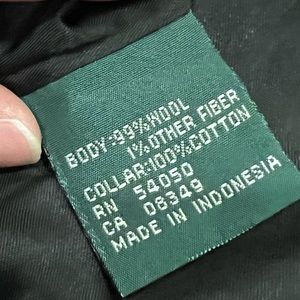 BODY:99%WOOL
1%OTHER FIBER
COLLAR:100%COTTON
RN 54050
CA 08349
MADE IN INDONESIA